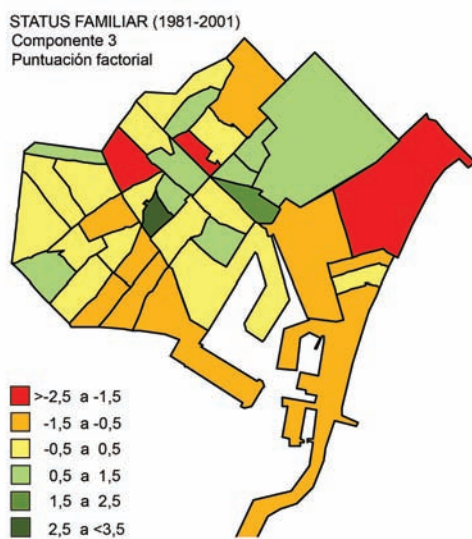 STATUS FAMILIAR (1981-2001)
Componente 3
Puntuación factorial
>-2,5 a -1,5
-1,5 a -0,5
-0,5 a 0,5
0,5 a 1,5
1,5 a 2,5
2,5 a <3,5